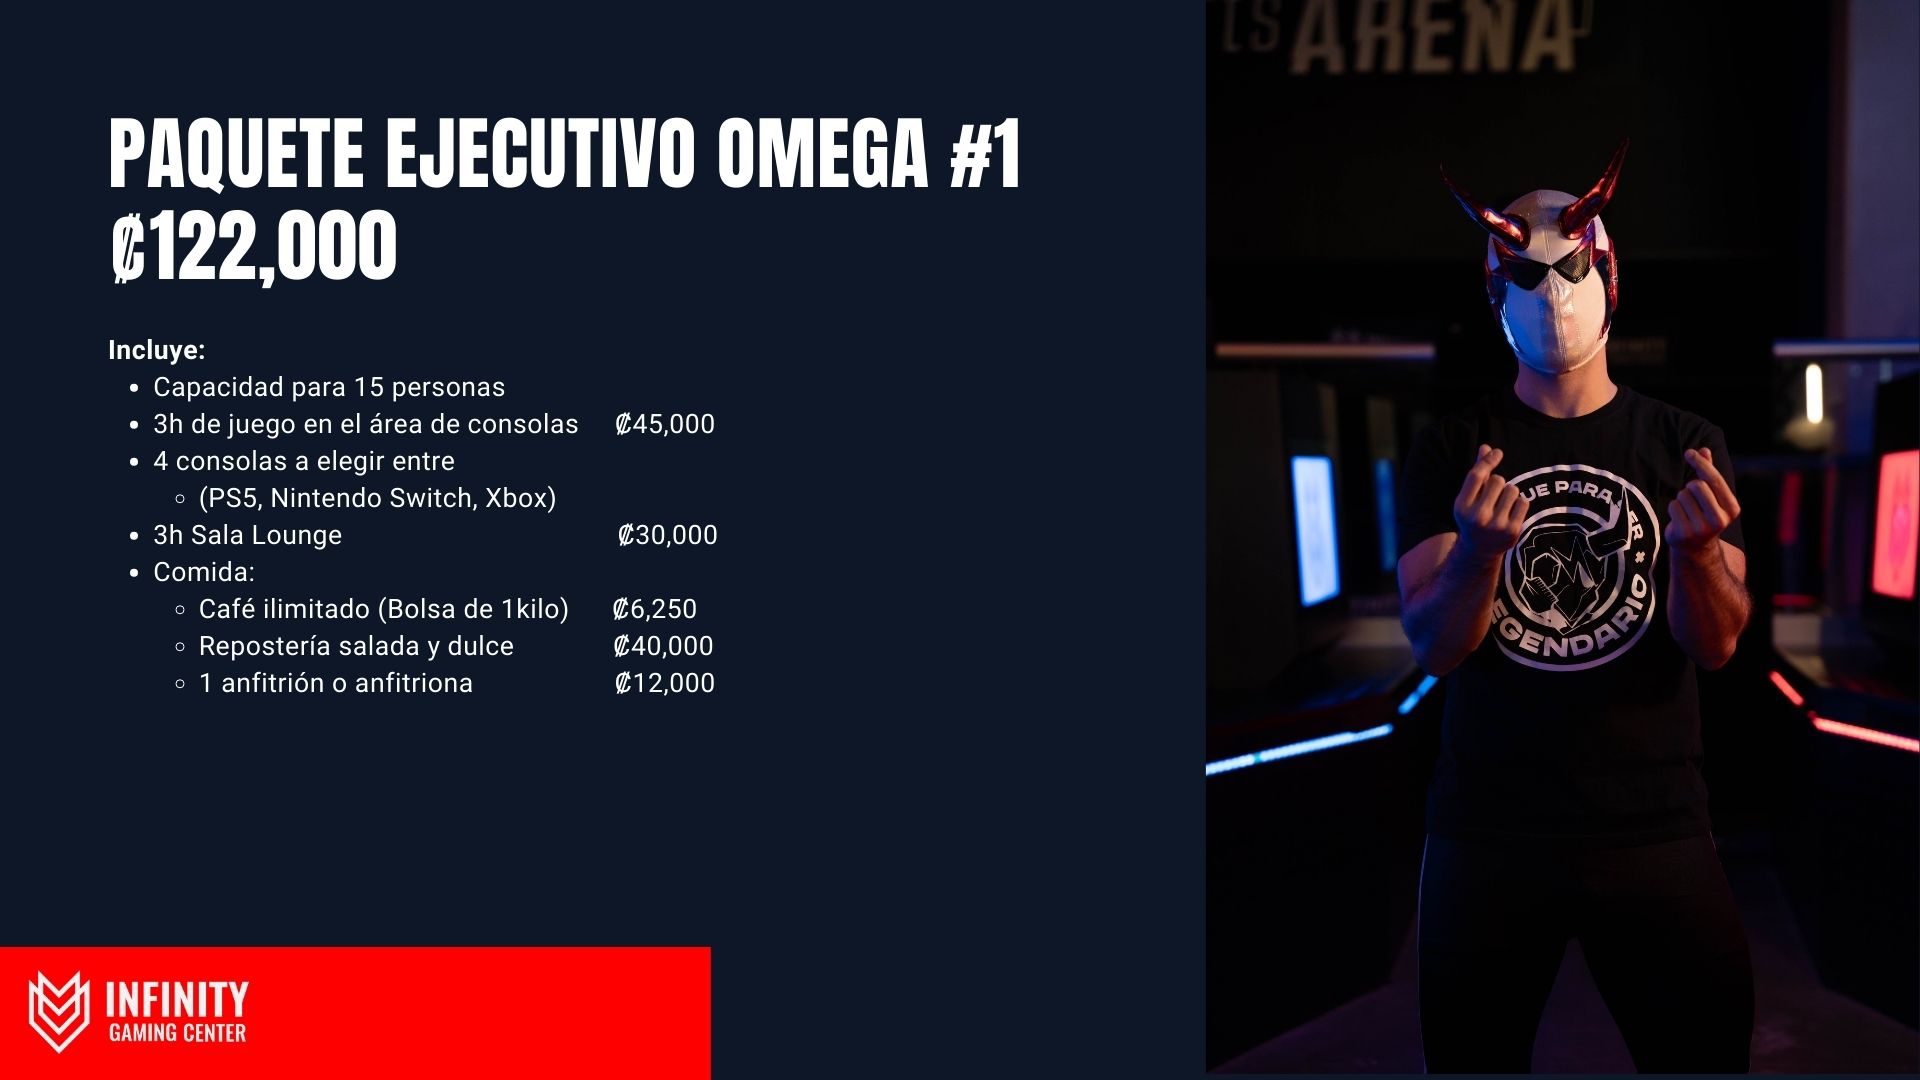 PAQUETE EJECUTIVO OMEGA #1
₡122,000
Incluye:
• Capacidad para 15 personas
• 3h de juego en el área de consolas ₡45,000
• 4 consolas a elegir entre
◦ (PS5, Nintendo Switch, Xbox)
• 3h Sala Lounge ₡30,000
• Comida:
◦ Café ilimitado (Bolsa de 1kilo) ₡6,250
◦ Repostería salada y dulce ₡40,000
◦ 1 anfitrión o anfitriona ₡12,000
INFINITY
GAMING CENTER
ARENA
UE PARA
EGENDARIO